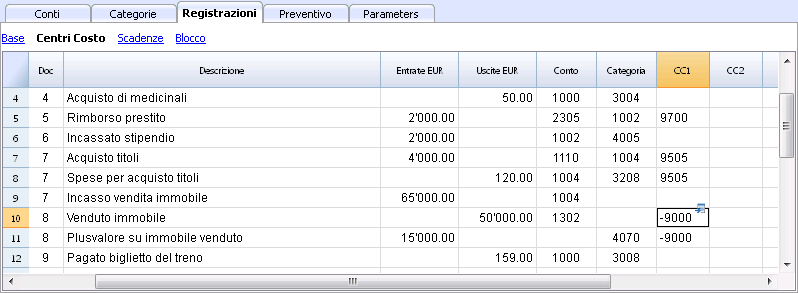 Conti Categorie Registrazioni Preventivo Parameters
Base Centri Costo Scadenze Blocco
Doc Descrizione Entrate EUR Uscite EUR Conto Categoria CC1 CC2
4 4 Acquisto di medicinali 50.00 1000 3004
5 5 Rimborso prestito 2'000.00 2305 1002 9700
6 6 Incassato stipendio 2'000.00 1002 4005
7 7 Acquisto titoli 4'000.00 1110 1004 9505
8 7 Spese per acquisto titoli 120.00 1004 3208 9505
9 7 Incasso vendita immobile 65'000.00 1004
10 8 Venduto immobile 50'000.00 1302 -9000
11 8 Plusvalore su immobile venduto 15'000.00 4070 -9000
12 9 Pagato biglietto del treno 159.00 1000 3008